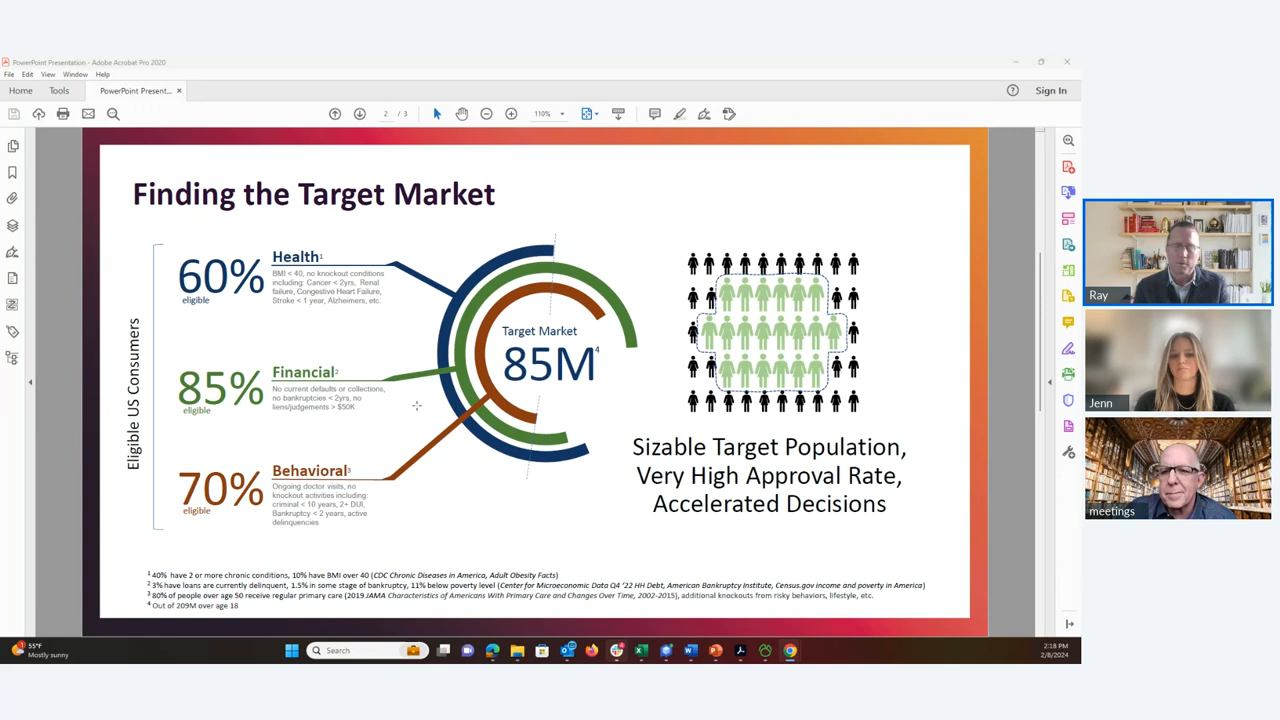 PowerPoint Presentation - Adobe Acrobat Pro 2020
File Edit View Window Help
Home Tools PowerPoint Present... × Sign In
2 / 3 110%
Finding the Target Market
Eligible US Consumers
60%
eligible
Health1
BMI < 40, no knockout conditions
including: Cancer < 2yrs, Renal
failure, Congestive Heart Failure,
Stroke < 1 year, Alzheimers, etc.
85%
eligible
Financial2
No current defaults or collections,
no bankruptcies < 2yrs, no
liens/judgements > $50K
70%
eligible
Behavioral3
Ongoing doctor visits, no
knockout activities including:
criminal < 10 years, 2+ DUI,
Bankruptcy < 2 years, active
delinquencies
Target Market
85M4
Sizable Target Population,
Very High Approval Rate,
Accelerated Decisions
1 40% have 2 or more chronic conditions, 10% have BMI over 40 (CDC Chronic Diseases in America, Adult Obesity Facts)
2 3% have loans are currently delinquent, 1.5% in some stage of bankruptcy, 11% below poverty level (Center for Microeconomic Data Q4 '22 HH Debt, American Bankruptcy Institute, Census.gov income and poverty in America)
3 80% of people over age 50 receive regular primary care (2019 JAMA Characteristics of Americans With Primary Care and Changes Over Time, 2002-2015), additional knockouts from risky behaviors, lifestyle, etc.
4 Out of 209M over age 18
Ray
Jenn
meetings
55°F
Mostly sunny
Search
2:18 PM
2/8/2024